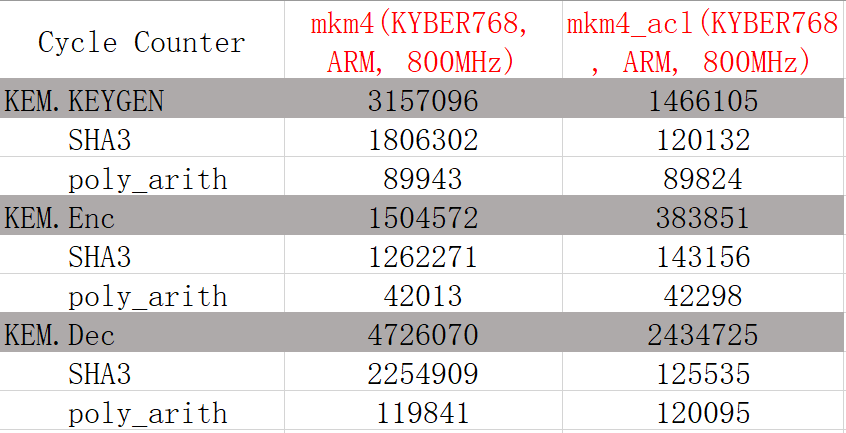 Cycle Counter mkm4(KYBER768, ARM, 800MHz) mkm4_acl(KYBER768, ARM, 800MHz)
KEM.KEYGEN 3157096 1466105
SHA3 1806302 120132
poly_arith 89943 89824
KEM.Enc 1504572 383851
SHA3 1262271 143156
poly_arith 42013 42298
KEM.Dec 4726070 2434725
SHA3 2254909 125535
poly_arith 119841 120095